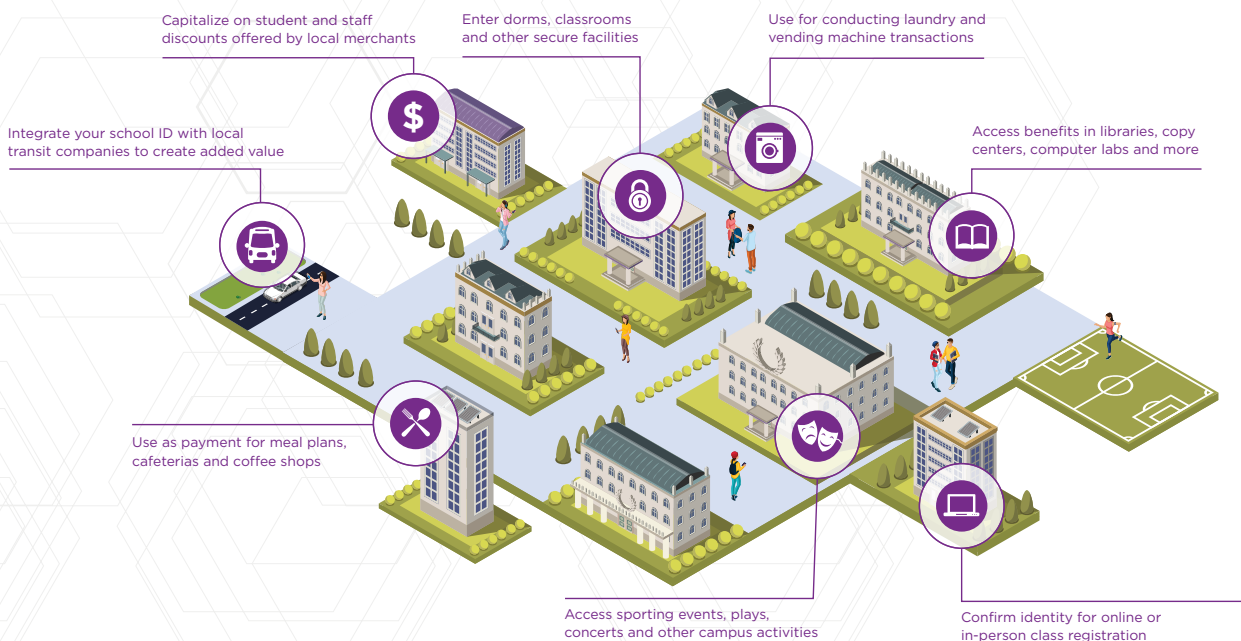 Capitalize on student and staff
discounts offered by local merchants
Enter dorms, classrooms
and other secure facilities
Use for conducting laundry and
vending machine transactions
Integrate your school ID with local
transit companies to create added value
Access benefits in libraries, copy
centers, computer labs and more
$
Use as payment for meal plans,
cafeterias and coffee shops
Access sporting events, plays,
concerts and other campus activities
Confirm identity for online or
in-person class registration